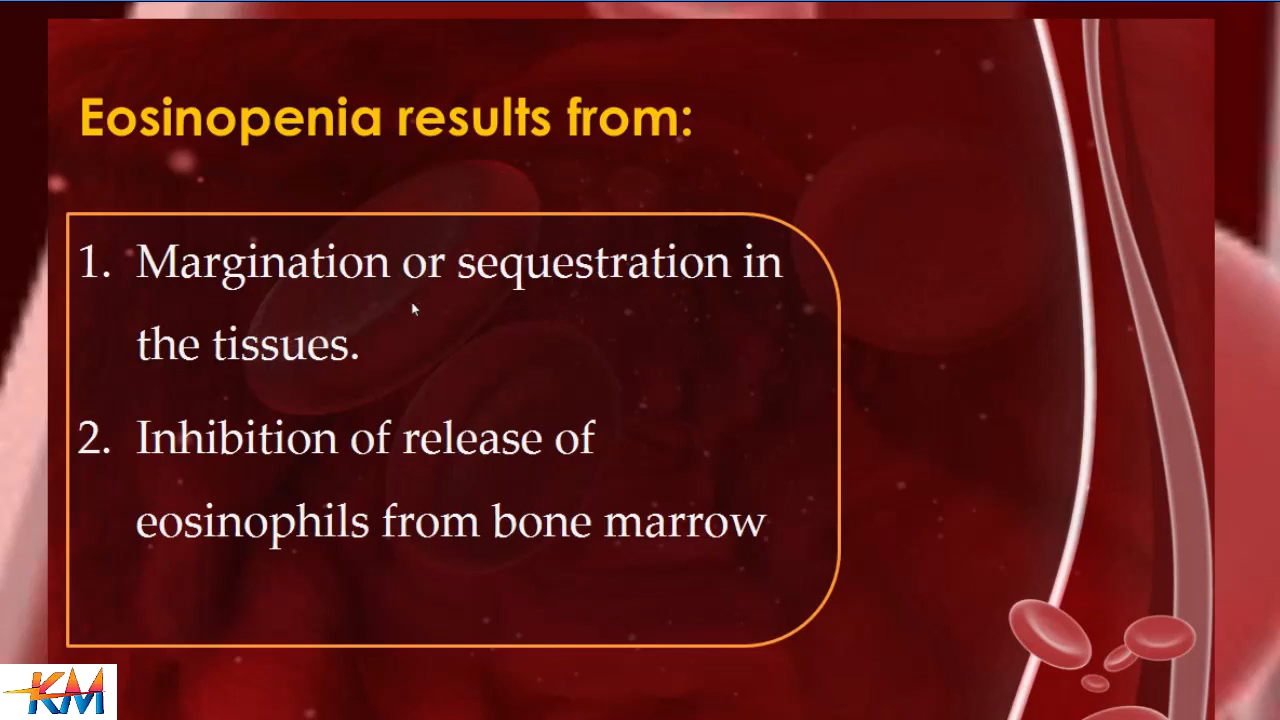 Eosinopenia results from:
1. Margination or sequestration in
the tissues.
2. Inhibition of release of
eosinophils from bone marrow
KM